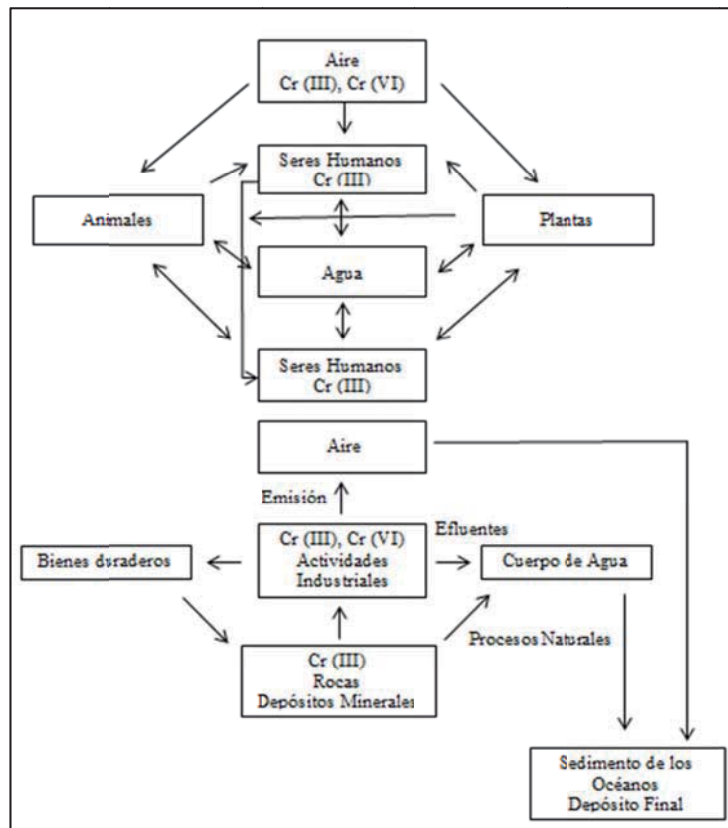 Aire
Cr (III), Cr (VI)
Seres Humanos
Cr (III)
Animales
Plantas
Agua
Seres Humanos
Cr (III)
Aire
Emisión
Efluentes
Cr (III), Cr (VI)
Actividades
Industriales
Bienes duraderos
Cuerpo de Agua
Procesos Naturales
Cr (III)
Rocas
Depósitos Minerales
Sedimento de los
Océanos
Depósito Final